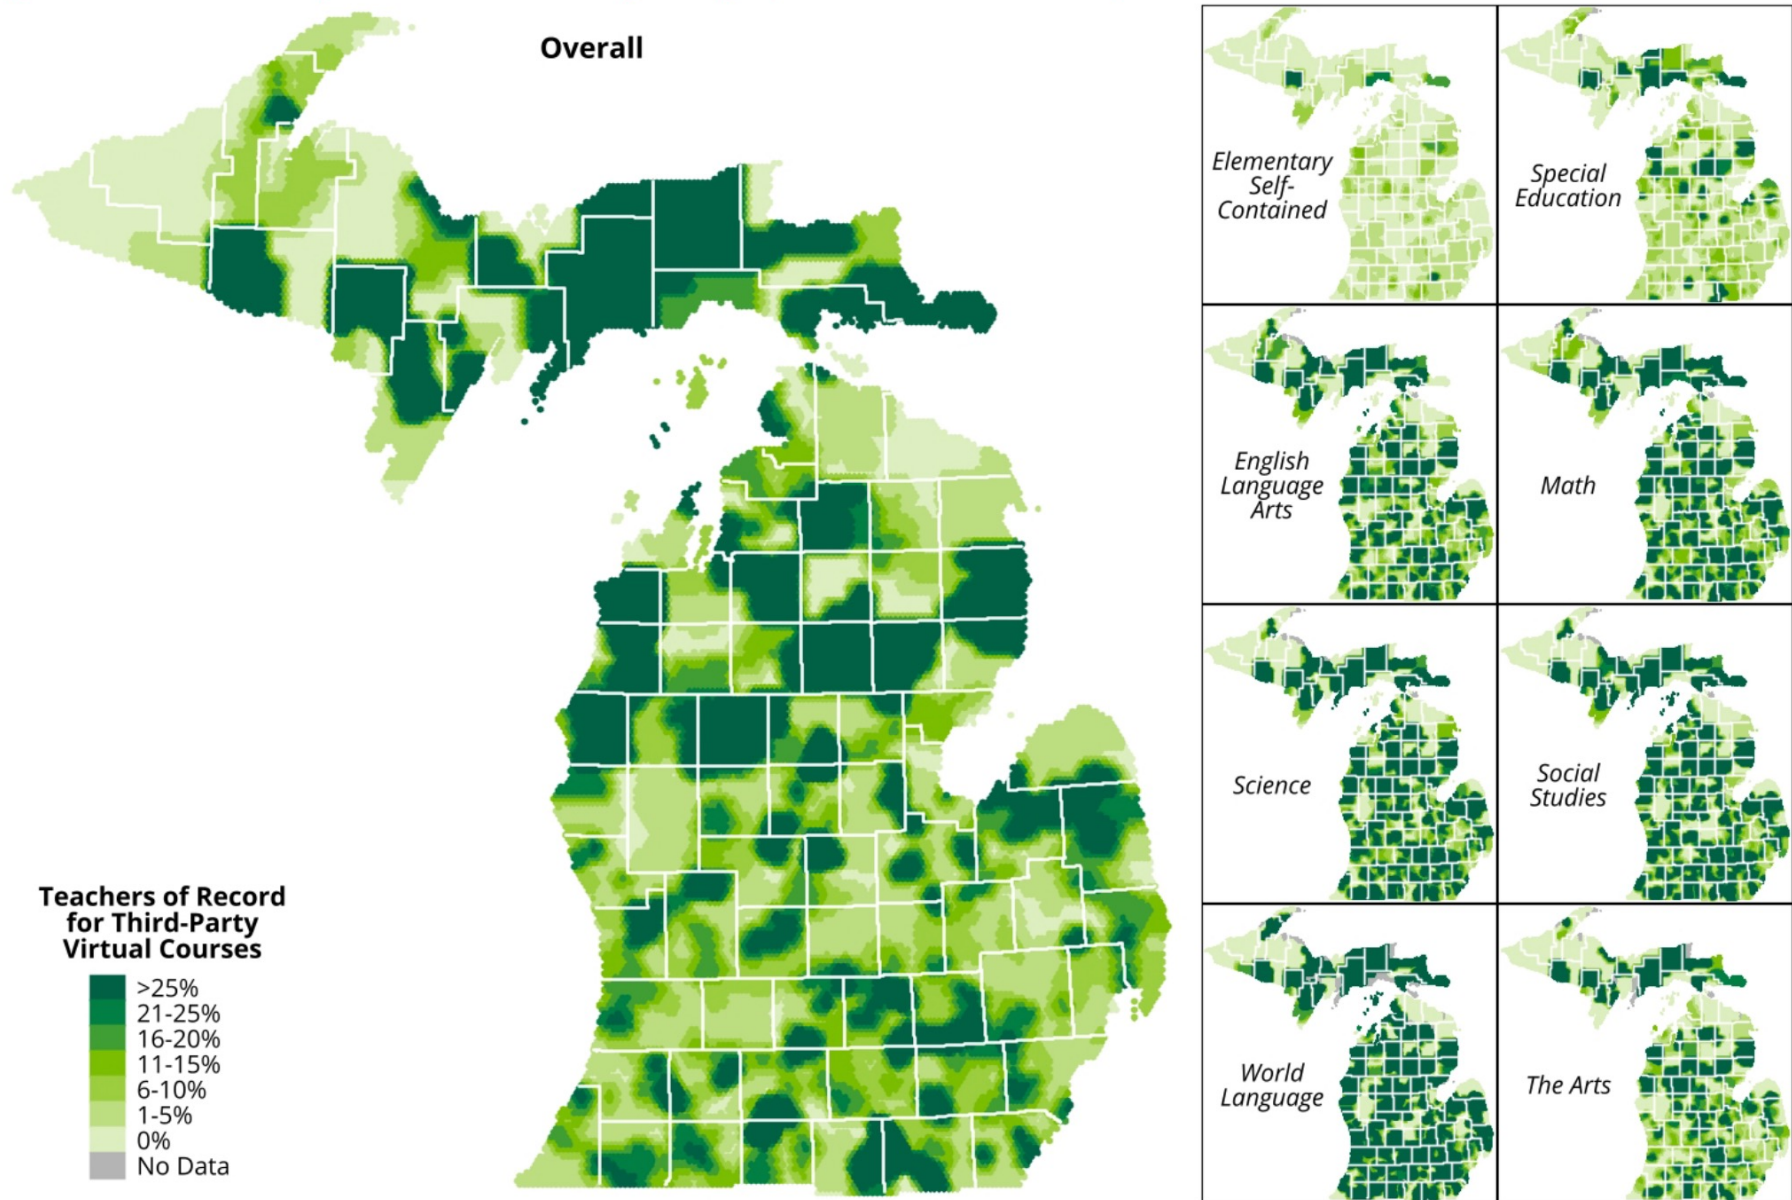 Overall
Elementary
Self-
Contained
Special
Education
English
Language
Arts
Math
Science
Social
Studies
World
Language
The Arts
Teachers of Record
for Third-Party
Virtual Courses
>25%
21-25%
16-20%
11-15%
6-10%
1-5%
0%
No Data